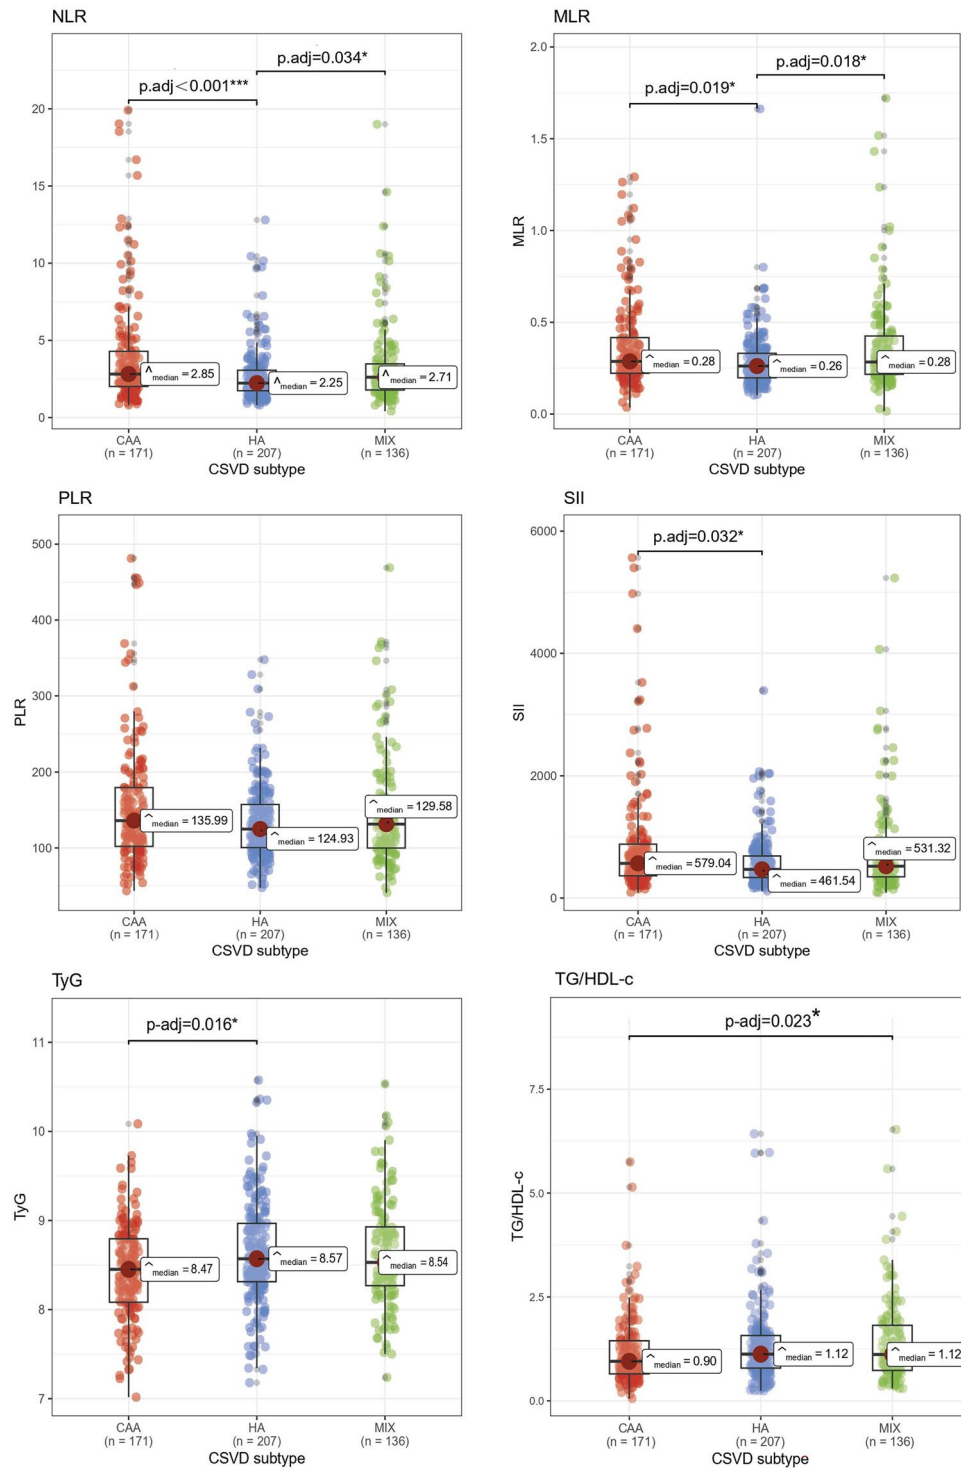 NLR
p.adj<0.001***
p.adj=0.034*
20
15
10
5
0
^median = 2.85
^median = 2.25
^median = 2.71
CAA
(n = 171)
HA
(n = 207)
MIX
(n = 136)
CSVD subtype
MLR
p.adj=0.019*
p.adj=0.018*
MLR
2.0
1.5
1.0
0.5
0.0
^median = 0.28
^median = 0.26
^median = 0.28
CAA
(n = 171)
HA
(n = 207)
MIX
(n = 136)
CSVD subtype
PLR
PLR
500
400
300
200
100
^median = 135.99
^median = 124.93
^median = 129.58
CAA
(n = 171)
HA
(n = 207)
MIX
(n = 136)
CSVD subtype
SII
p.adj=0.032*
SII
6000
4000
2000
0
^median = 579.04
^median = 461.54
^median = 531.32
CAA
(n = 171)
HA
(n = 207)
MIX
(n = 136)
CSVD subtype
TyG
p-adj=0.016*
TyG
11
10
9
8
7
^median = 8.47
^median = 8.57
^median = 8.54
CAA
(n = 171)
HA
(n = 207)
MIX
(n = 136)
CSVD subtype
TG/HDL-c
p-adj=0.023*
TG/HDL-c
7.5
5.0
2.5
0.0
^median = 0.90
^median = 1.12
^median = 1.12
CAA
(n = 171)
HA
(n = 207)
MIX
(n = 136)
CSVD subtype